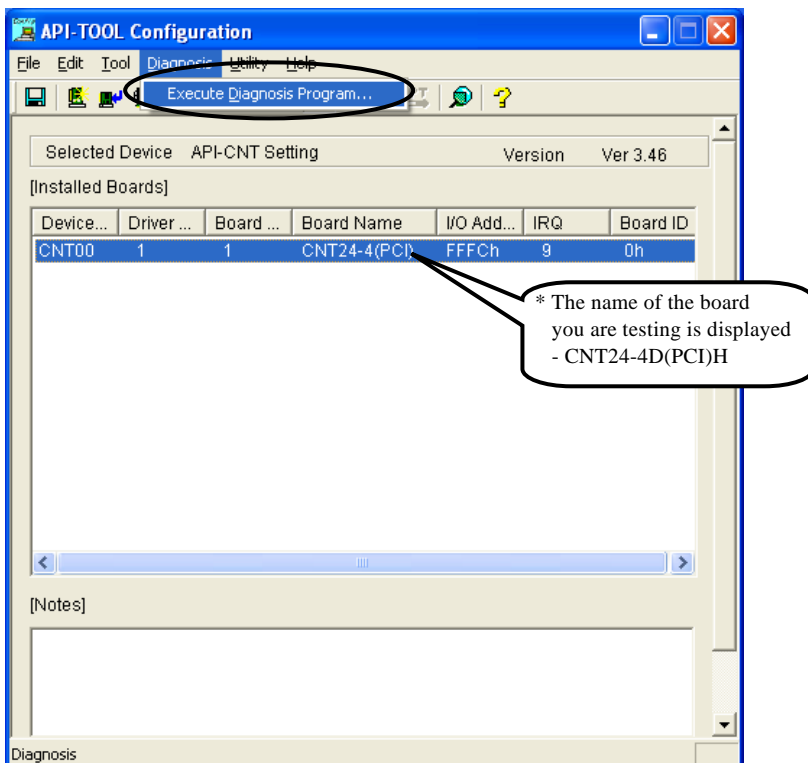 API-TOOL Configuration
File Edit Tool Diagnosis Utility Help
Execute Diagnosis Program...
Selected Device API-CNT Setting Version Ver 3.46
[Installed Boards]
Device... Driver ... Board ... Board Name I/O Add... IRQ Board ID
CNT00 1 1 CNT24-4(PCI) FFFCh 9 0h
* The name of the board
you are testing is displayed
- CNT24-4D(PCI)H
[Notes]
Diagnosis